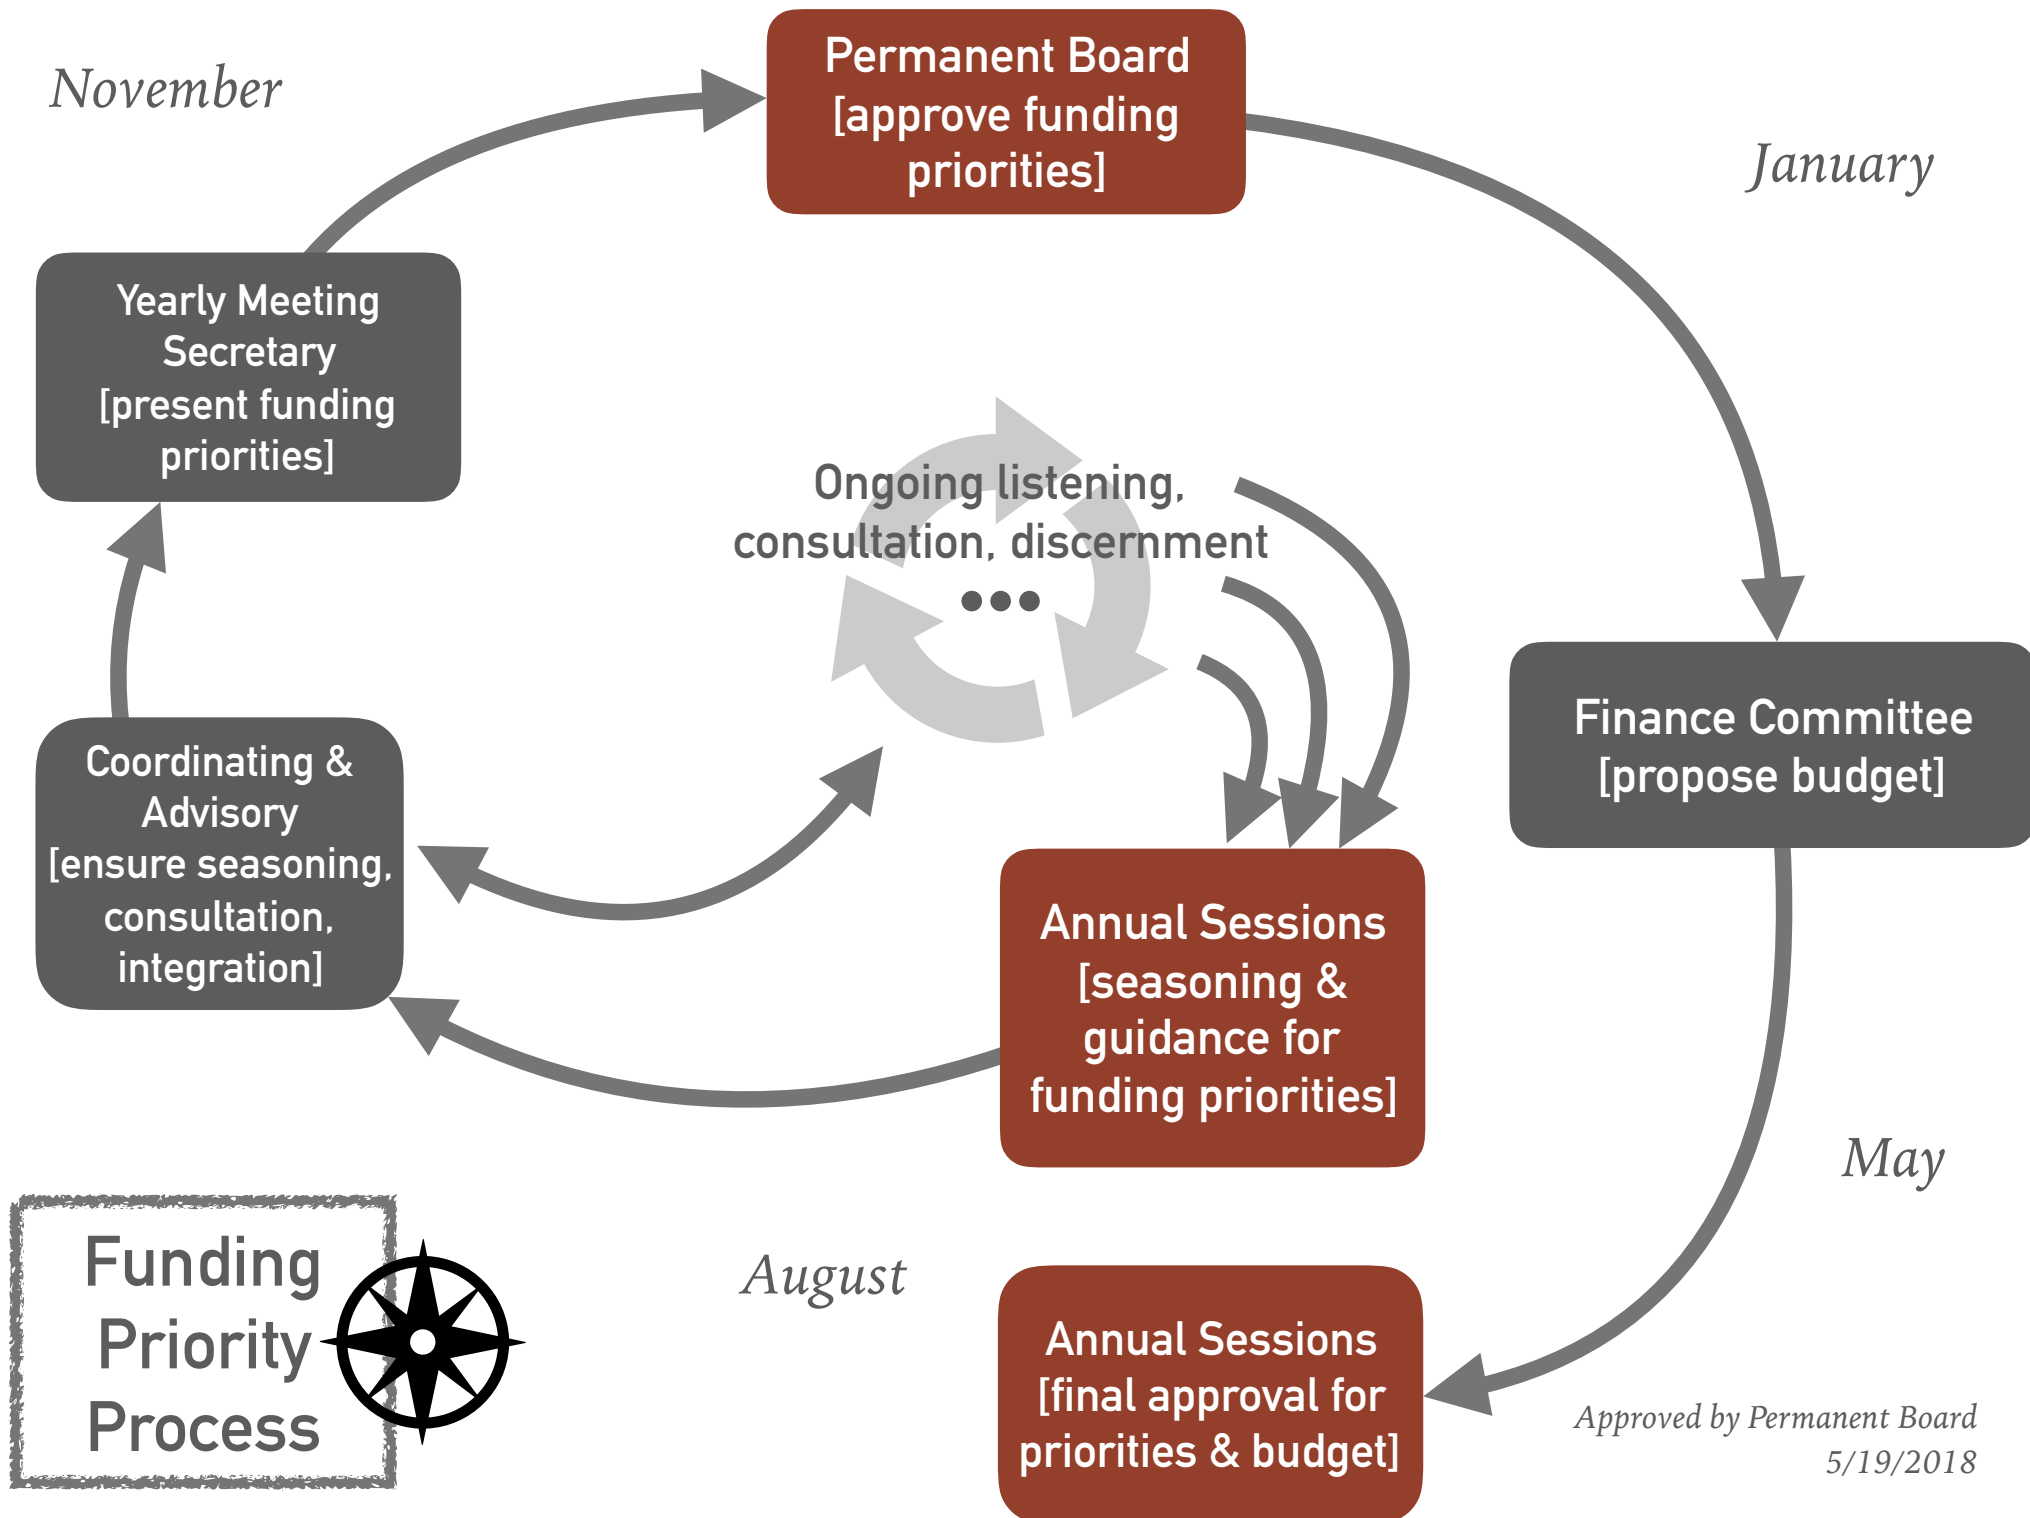 November
Permanent Board
[approve funding
priorities]
January
Yearly Meeting
Secretary
[present funding
priorities]
Ongoing listening,
consultation, discernment
•••
Finance Committee
[propose budget]
Coordinating &
Advisory
[ensure seasoning,
consultation,
integration]
Annual Sessions
[seasoning &
guidance for
funding priorities]
May
August
Funding
Priority
Process
Annual Sessions
[final approval for
priorities & budget]
Approved by Permanent Board
5/19/2018